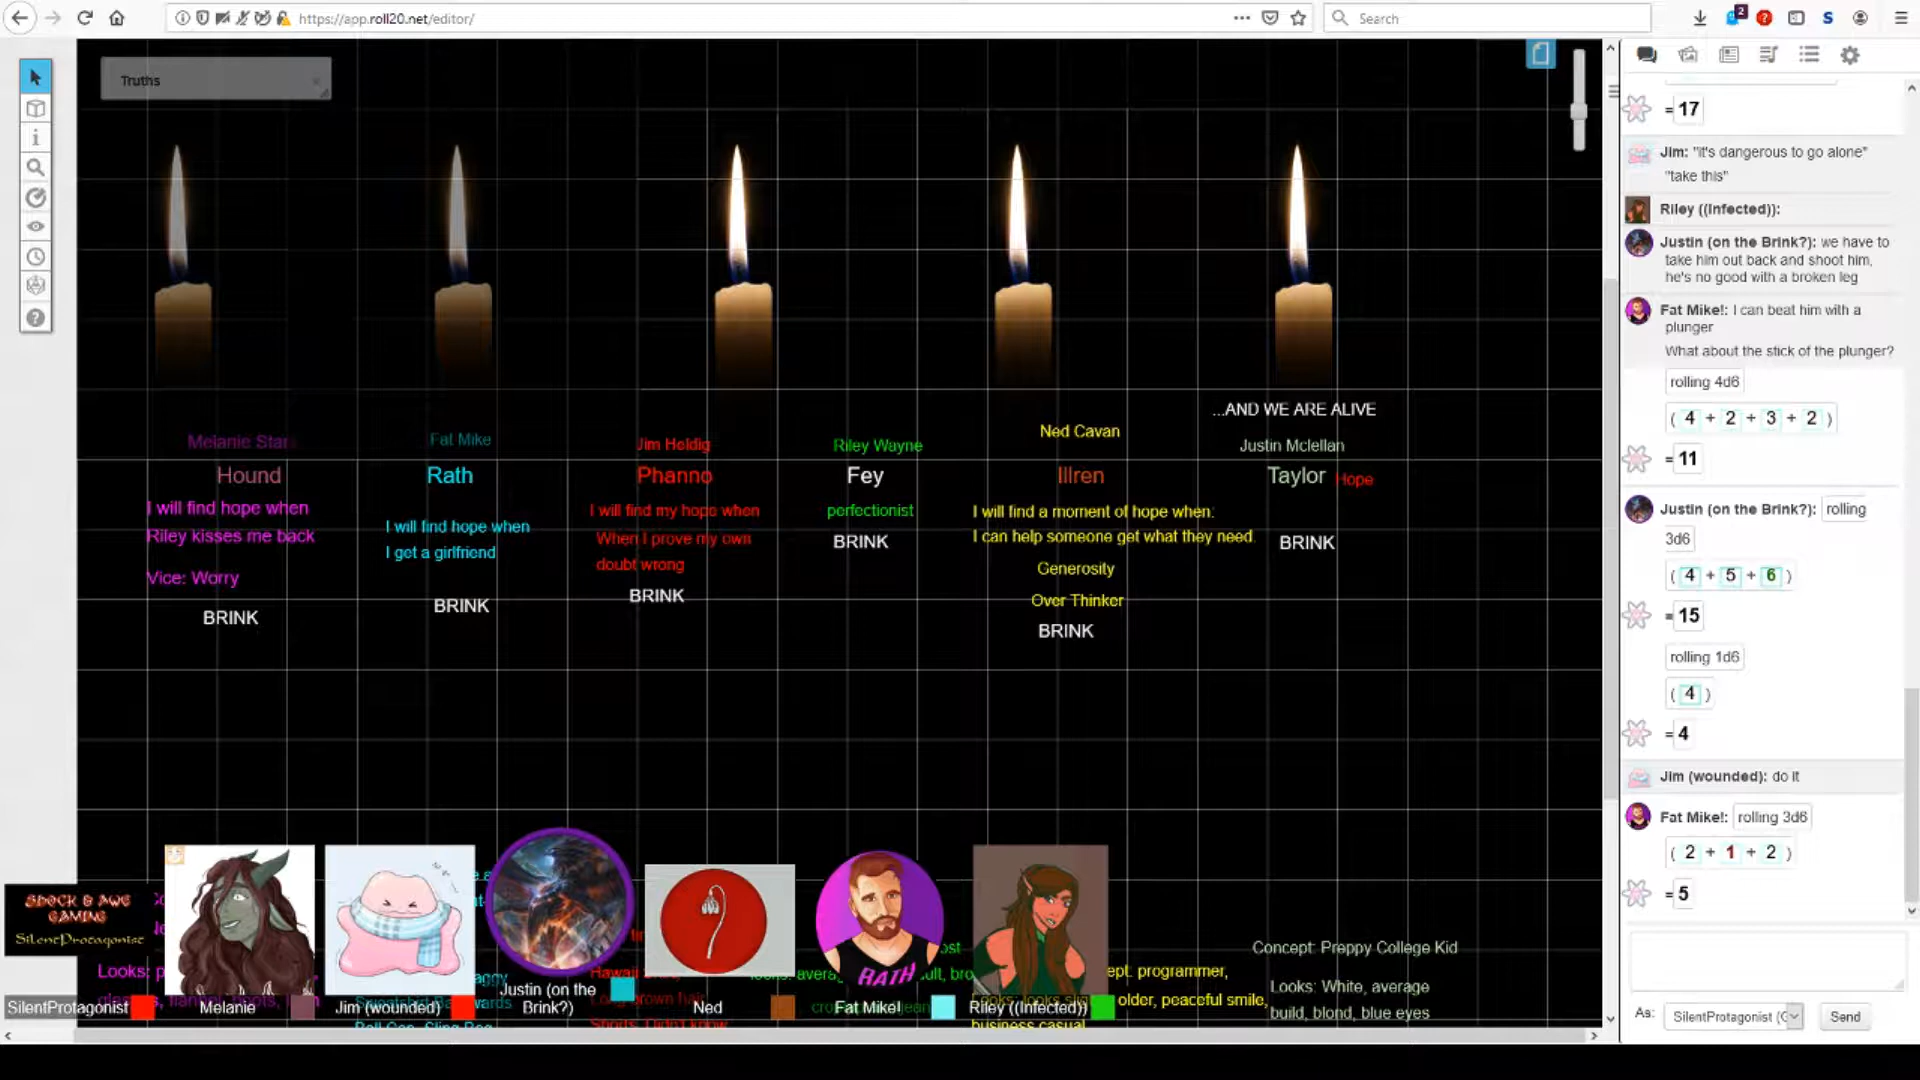 https://app.roll20.net/editor/
Search
2
Truths
...AND WE ARE ALIVE
Melanie Star
Fat Mike
Jim Heldig
Riley Wayne
Ned Cavan
Justin Mclellan
Hound
Rath
Phanno
Fey
Illren
Taylor
Hope
I will find hope when
Riley kisses me back
Vice: Worry
BRINK
I will find hope when
I get a girlfriend
BRINK
I will find my hope when
When I prove my own
doubt wrong
BRINK
perfectionist
BRINK
I will find a moment of hope when:
I can help someone get what they need.
Generosity
Over Thinker
BRINK
BRINK
Concept: Preppy College Kid
Looks: White, average
build, blond, blue eyes
ept: programmer,
older, peaceful smile,
business casual
SHOCK & AWE
GAMING
SilentProtagonist
RATH
SilentProtagonist
Melanie
Jim (wounded)
Justin (on the
Brink?)
Ned
Fat Mike!
Riley ((Infected))
=17
Jim: "it's dangerous to go alone"
"take this"
Riley ((Infected)):
Justin (on the Brink?): we have to
take him out back and shoot him,
he's no good with a broken leg
Fat Mike!: I can beat him with a
plunger
What about the stick of the plunger?
rolling 4d6
(4+2+3+2)
=11
Justin (on the Brink?): rolling
3d6
(4+5+6)
=15
rolling 1d6
(4)
=4
Jim (wounded): do it
Fat Mike!: rolling 3d6
(2+1+2)
=5
As:
SilentProtagonist (G
Send